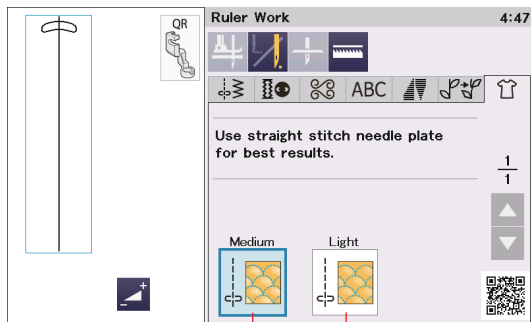 QR
Ruler Work
4:47
ABC
Use straight stitch needle plate
for best results.
1
1
Medium
Light